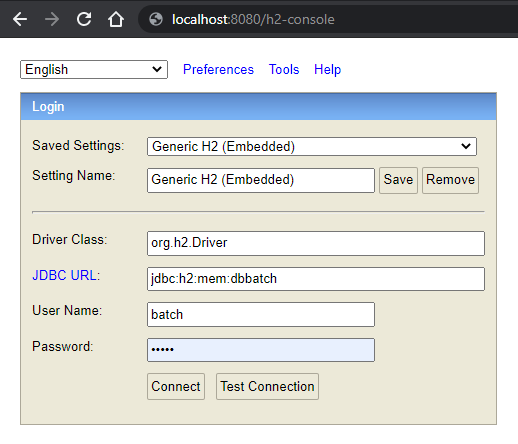 localhost:8080/h2-console
English Preferences Tools Help
Login
Saved Settings: Generic H2 (Embedded)
Setting Name: Generic H2 (Embedded) Save Remove
Driver Class: org.h2.Driver
JDBC URL: jdbc:h2:mem:dbbatch
User Name: batch
Password: •••••
Connect Test Connection